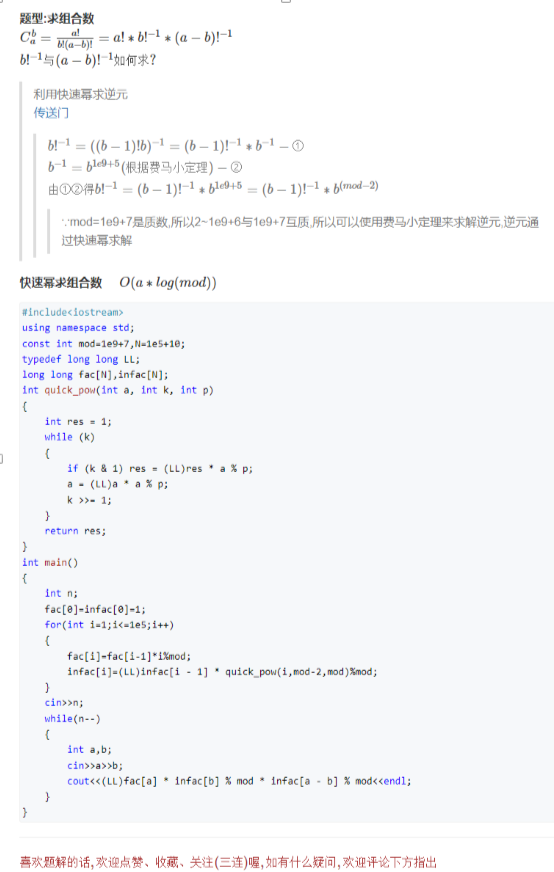 题型:求组合数
C_a^b = a!/(b!(a−b)!) = a! ∗ b!^{-1} ∗ (a − b)!^{-1}
b!^{-1}与(a − b)!^{-1}如何求?
利用快速幂求逆元
传送门
b!^{-1} = ((b − 1)!b)^{-1} = (b − 1)!^{-1} ∗ b^{-1} − ①
b^{-1} = b^{1e9+5}(根据费马小定理) − ②
由①②得b!^{-1} = (b − 1)!^{-1} ∗ b^{1e9+5} = (b − 1)!^{-1} ∗ b^{(mod−2)}
∵mod=1e9+7是质数,所以2~1e9+6与1e9+7互质,所以可以使用费马小定理来求解逆元,逆元通
过快速幂求解
快速幂求组合数 O(a ∗ log(mod))
#include<iostream>
using namespace std;
const int mod=1e9+7,N=1e5+10;
typedef long long LL;
long long fac[N],infac[N];
int quick_pow(int a, int k, int p)
{
    int res = 1;
    while (k)
    {
        if (k & 1) res = (LL)res * a % p;
        a = (LL)a * a % p;
        k >>= 1;
    }
    return res;
}
int main()
{
    int n;
    fac[0]=infac[0]=1;
    for(int i=1;i<=1e5;i++)
    {
        fac[i]=fac[i-1]*i%mod;
        infac[i]=(LL)infac[i - 1] * quick_pow(i,mod-2,mod)%mod;
    }
    cin>>n;
    while(n--)
    {
        int a,b;
        cin>>a>>b;
        cout<<(LL)fac[a] * infac[b] % mod * infac[a - b] % mod<<endl;
    }
}
喜欢题解的话,欢迎点赞、收藏、关注(三连)喔,如有什么疑问,欢迎评论下方指出